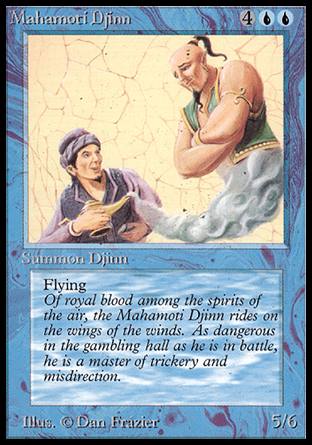 Mahamoti Djinn 4
Summon Djinn
Flying
Of royal blood among the spirits of
the air, the Mahamoti Djinn rides on
the wings of the winds. As dangerous
in the gambling hall as he is in battle,
he is a master of trickery and
misdirection.
Illus. © Dan Frazier 5/6